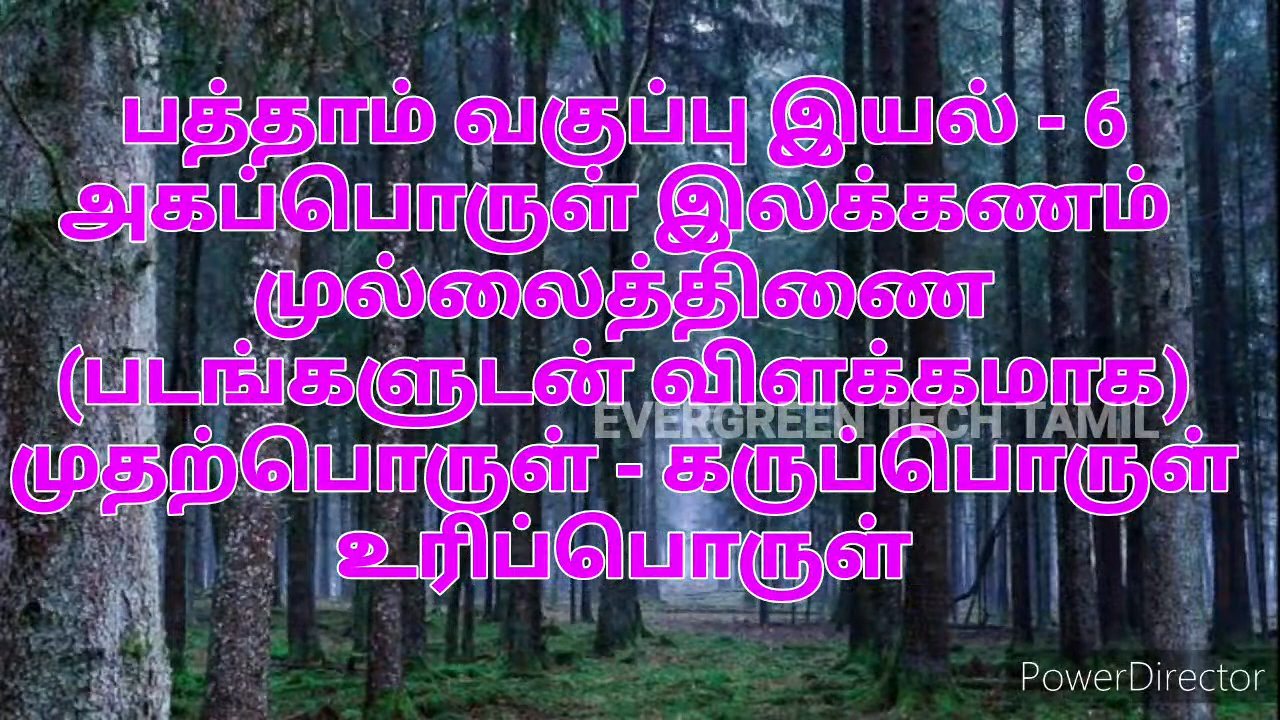 பத்தாம் வகுப்பு இயல் - 6
அகப்பொருள் இலக்கணம்
முல்லைத்திணை
(படங்களுடன் விளக்கமாக)
EVERGREEN TECH TAMIL
முதற்பொருள் - கருப்பொருள்
உரிப்பொருள்
PowerDirector